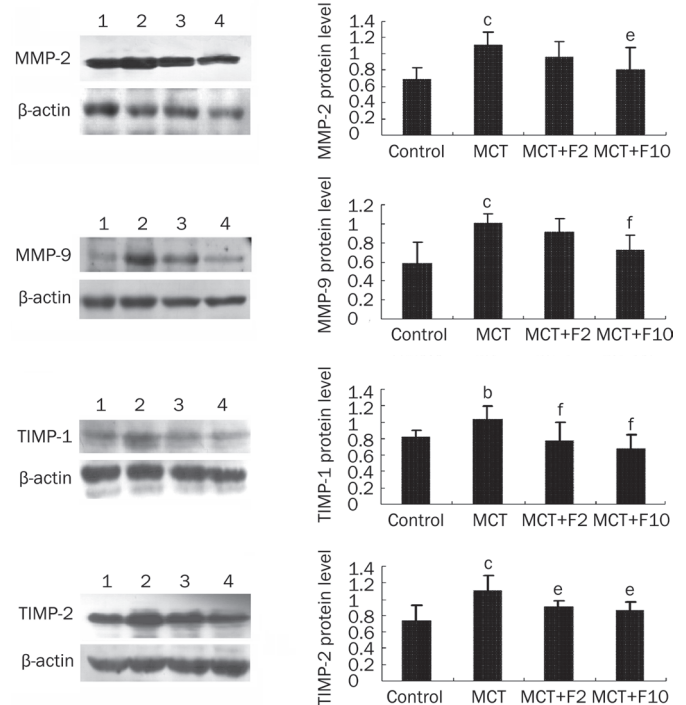 1 2 3 4
MMP-2
β-actin
MMP-2 protein level
1.4
1.2
1
0.8
0.6
0.4
0.2
0
c
e
Control MCT MCT+F2 MCT+F10
1 2 3 4
MMP-9
β-actin
MMP-9 protein level
1.2
1
0.8
0.6
0.4
0.2
0
c
f
Control MCT MCT+F2 MCT+F10
1 2 3 4
TIMP-1
β-actin
TIMP-1 protein level
1.4
1.2
1
0.8
0.6
0.4
0.2
0
b
f
f
Control MCT MCT+F2 MCT+F10
1 2 3 4
TIMP-2
β-actin
TIMP-2 protein level
1.4
1.2
1
0.8
0.6
0.4
0.2
0
c
e
e
Control MCT MCT+F2 MCT+F10